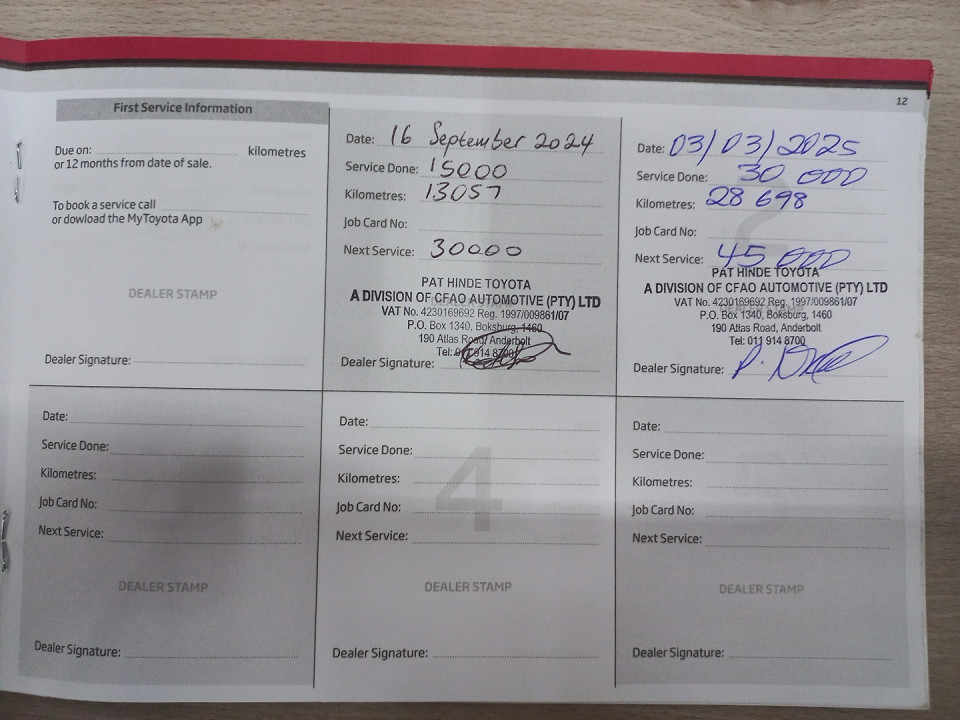 12
First Service Information
Due on: kilometres
or 12 months from date of sale.
To book a service call
or dowload the MyToyota App
DEALER STAMP
Dealer Signature:
Date: 16 September 2024
Service Done: 15000
Kilometres: 13057
Job Card No:
Next Service: 30000
PAT HINDE TOYOTA
A DIVISION OF CFAO AUTOMOTIVE (PTY) LTD
VAT No. 4230169692 Reg. 1997/009861/07
P.O. Box 1340, Boksburg, 1460
190 Atlas Road, Anderbolt
Tel: 011 914 8700
Dealer Signature:
Date: 03/03/2025
Service Done: 30 000
Kilometres: 28 698
Job Card No:
Next Service: 45 000
PAT HINDE TOYOTA
A DIVISION OF CFAO AUTOMOTIVE (PTY) LTD
VAT No. 4230169692 Reg. 1997/009861/07
P.O. Box 1340, Boksburg, 1460
190 Atlas Road, Anderbolt
Tel: 011 914 8700
Dealer Signature:
Date:
Service Done:
Kilometres:
Job Card No:
Next Service:
DEALER STAMP
Dealer Signature:
4
Date:
Service Done:
Kilometres:
Job Card No:
Next Service:
DEALER STAMP
Dealer Signature:
Date:
Service Done:
Kilometres:
Job Card No:
Next Service:
DEALER STAMP
Dealer Signature: